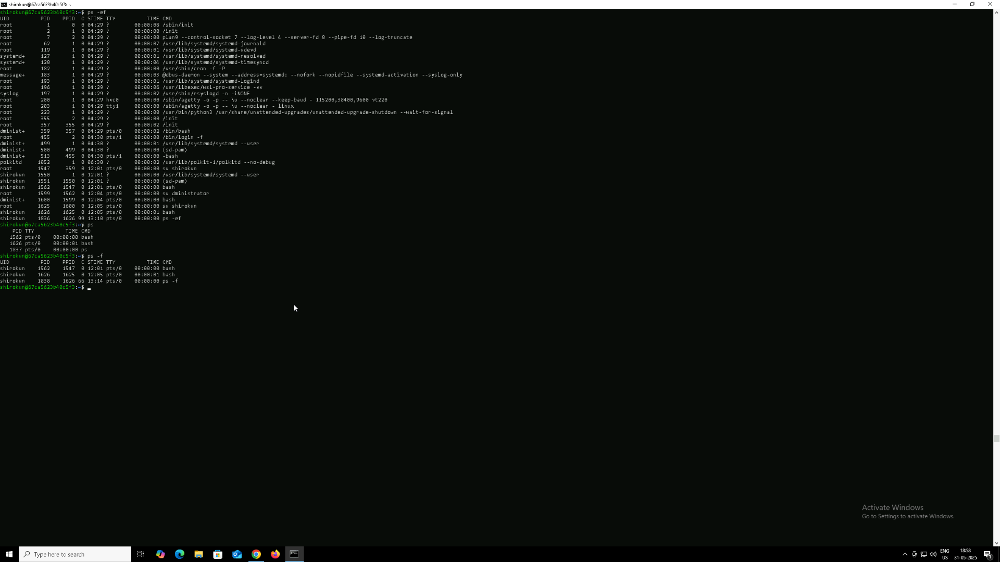 shirokun@67ca5623b40c5f3: ~
shirokun@67ca5623b40c5f3:~$ ps -ef
UID          PID    PPID  C STIME TTY          TIME CMD
root           1       0  0 04:29 ?        00:00:08 /sbin/init
root           2       1  0 04:29 ?        00:00:00 /init
root           7       2  0 04:29 ?        00:00:00 plan9 --control-socket 7 --log-level 4 --server-fd 8 --pipe-fd 10 --log-truncate
root          62       1  0 04:29 ?        00:00:07 /usr/lib/systemd/systemd-journald
root         119       1  0 04:29 ?        00:00:01 /usr/lib/systemd/systemd-udevd
systemd+     127       1  0 04:29 ?        00:00:01 /usr/lib/systemd/systemd-resolved
systemd+     128       1  0 04:29 ?        00:00:04 /usr/lib/systemd/systemd-timesyncd
root         182       1  0 04:29 ?        00:00:00 /usr/sbin/cron -f -P
message+     183       1  0 04:29 ?        00:00:03 @dbus-daemon --system --address=systemd: --nofork --nopidfile --systemd-activation --syslog-only
root         193       1  0 04:29 ?        00:00:01 /usr/lib/systemd/systemd-logind
root         196       1  0 04:29 ?        00:00:06 /usr/libexec/wsl-pro-service -vv
syslog       197       1  0 04:29 ?        00:00:02 /usr/sbin/rsyslogd -n -iNONE
root         200       1  0 04:29 hvc0     00:00:00 /sbin/agetty -o -p -- \u --noclear --keep-baud - 115200,38400,9600 vt220
root         203       1  0 04:29 tty1     00:00:00 /sbin/agetty -o -p -- \u --noclear - linux
root         223       1  0 04:29 ?        00:00:00 /usr/bin/python3 /usr/share/unattended-upgrades/unattended-upgrade-shutdown --wait-for-signal
root         355       2  0 04:29 ?        00:00:00 /init
root         357     355  0 04:29 ?        00:00:02 /init
dminist+     359     357  0 04:29 pts/0    00:00:02 /bin/bash
root         455       2  0 04:30 pts/1    00:00:00 /bin/login -f
dminist+     499       1  0 04:30 ?        00:00:01 /usr/lib/systemd/systemd --user
dminist+     500     499  0 04:30 ?        00:00:00 (sd-pam)
dminist+     513     455  0 04:30 pts/1    00:00:00 -bash
polkitd     1052       1  0 06:38 ?        00:00:02 /usr/lib/polkit-1/polkitd --no-debug
root        1547     359  0 12:01 pts/0    00:00:00 su shirokun
shirokun    1550       1  0 12:01 ?        00:00:00 /usr/lib/systemd/systemd --user
shirokun    1551    1550  0 12:01 ?        00:00:00 (sd-pam)
shirokun    1562    1547  0 12:01 pts/0    00:00:00 bash
root        1599    1562  0 12:04 pts/0    00:00:00 su dministrator
dminist+    1600    1599  0 12:04 pts/0    00:00:00 bash
root        1625    1600  0 12:05 pts/0    00:00:00 su shirokun
shirokun    1626    1625  0 12:05 pts/0    00:00:01 bash
shirokun    1836    1626 99 13:10 pts/0    00:00:00 ps -ef
shirokun@67ca5623b40c5f3:~$ ps
    PID TTY          TIME CMD
   1562 pts/0    00:00:00 bash
   1626 pts/0    00:00:01 bash
   1837 pts/0    00:00:00 ps
shirokun@67ca5623b40c5f3:~$ ps -f
UID          PID    PPID  C STIME TTY          TIME CMD
shirokun    1562    1547  0 12:01 pts/0    00:00:00 bash
shirokun    1626    1625  0 12:05 pts/0    00:00:01 bash
shirokun    1838    1626 66 13:14 pts/0    00:00:00 ps -f
shirokun@67ca5623b40c5f3:~$ _
Activate Windows
Go to Settings to activate Windows.
Type here to search
ENG
US
18:58
31-05-2025
1